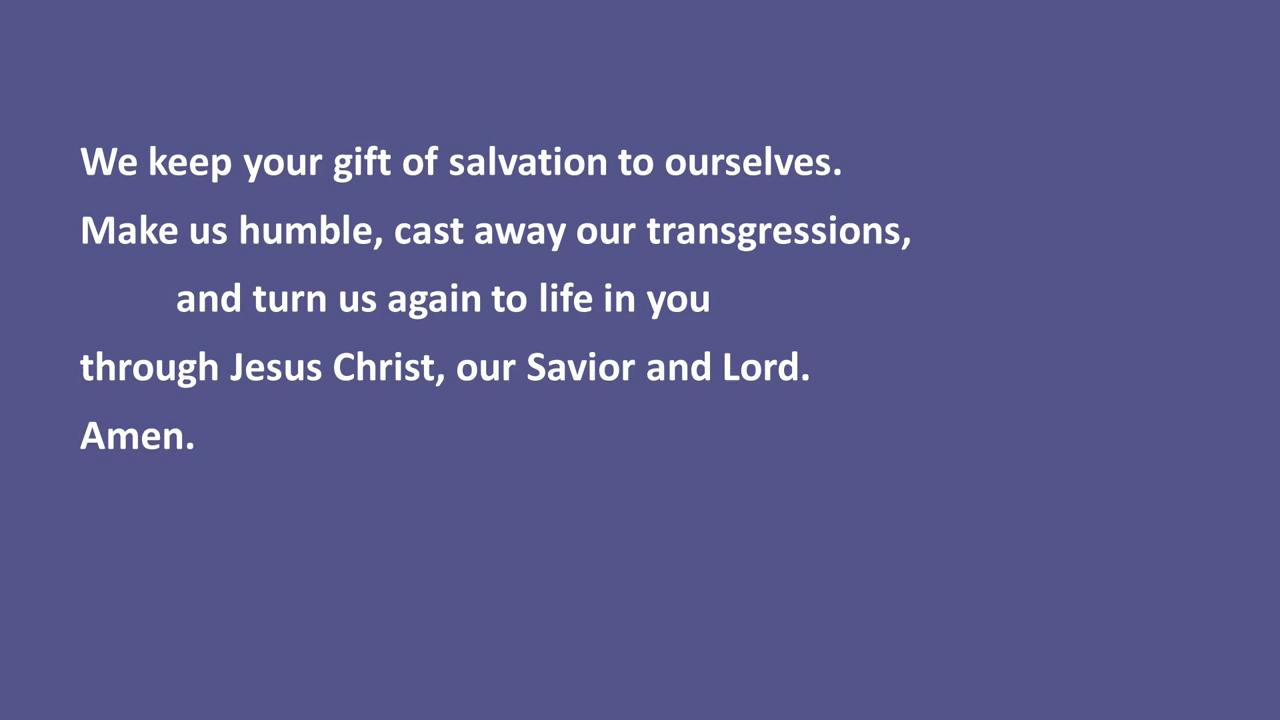 We keep your gift of salvation to ourselves.
Make us humble, cast away our transgressions,
and turn us again to life in you
through Jesus Christ, our Savior and Lord.
Amen.